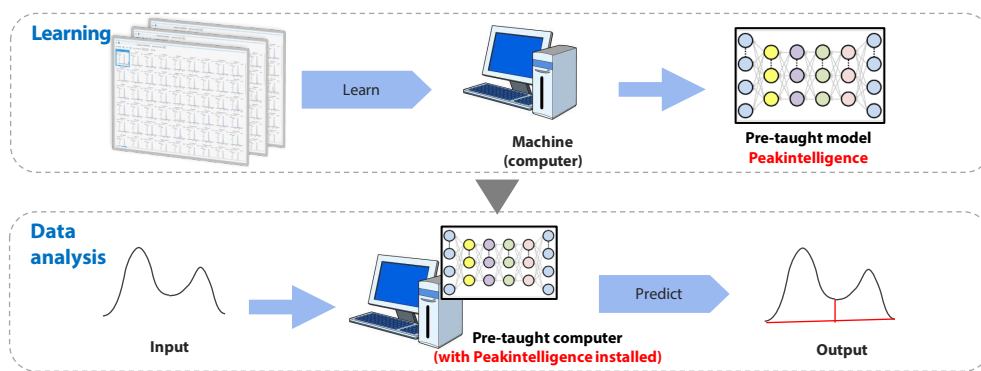 Learning
Learn
Machine
(computer)
Pre-taught model
Peakintelligence
Data
analysis
Input
Pre-taught computer
(with Peakintelligence installed)
Predict
Output